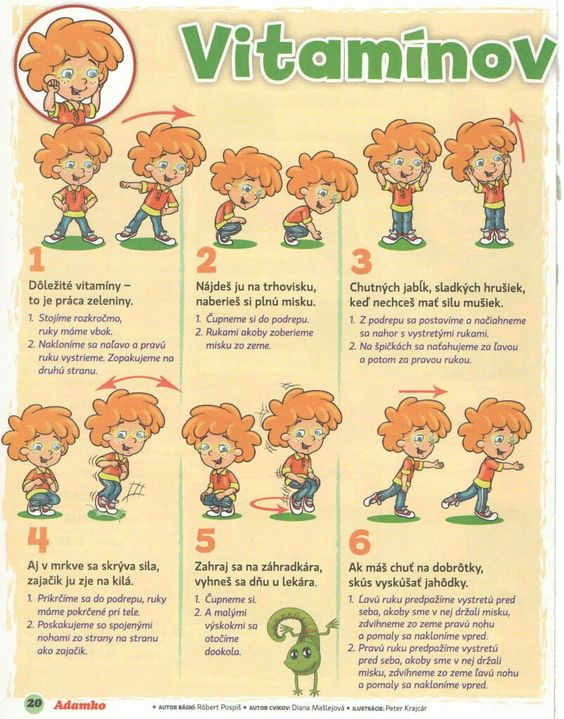 Vitamínov
1
Dôležité vitamíny –
to je práca zeleniny.
1. Stojíme rozkročmo,
ruky máme vbok.
2. Nakloníme sa naľavo a pravú
ruku vystrieme. Zopakujeme na
druhú stranu.
2
Nájdeš ju na trhovisku,
naberieš si plnú misku.
1. Čupneme si do podrepu.
2. Rukami akoby zoberieme
misku zo zeme.
3
Chutných jabĺk, sladkých hrušiek,
keď nechceš mať silu mušiek.
1. Z podrepu sa postavíme a načiahneme
sa nahor s vystretými rukami.
2. Na špičkách sa naťahujeme za ľavou
a potom za pravou rukou.
4
Aj v mrkve sa skrýva sila,
zajačik ju zje na kilá.
1. Prikrčíme sa do podrepu, ruky
máme pokrčené pri tele.
2. Poskakujeme so spojenými
nohami zo strany na stranu
ako zajačik.
5
Zahraj sa na záhradkára,
vyhneš sa dňu u lekára.
1. Čupneme si.
2. A malými
výskokmi sa
otočíme
dookola.
6
Ak máš chuť na dobrôtky,
skús vyskúšať jahôdky.
1. Ľavú ruku predpažíme vystretú pred
seba, akoby sme v nej držali misku,
zdvihneme zo zeme pravú nohu
a pomaly sa nakloníme vpred.
2. Pravú ruku predpažíme vystretú
pred seba, akoby sme v nej držali
misku, zdvihneme zo zeme ľavú nohu
a pomaly sa nakloníme vpred.
20 Adamko • AUTOR BÁSNÍ: Róbert Pospiš • AUTOR CVIKOV: Diana Mašlejová • ILUSTRÁCIE: Peter Krajčár